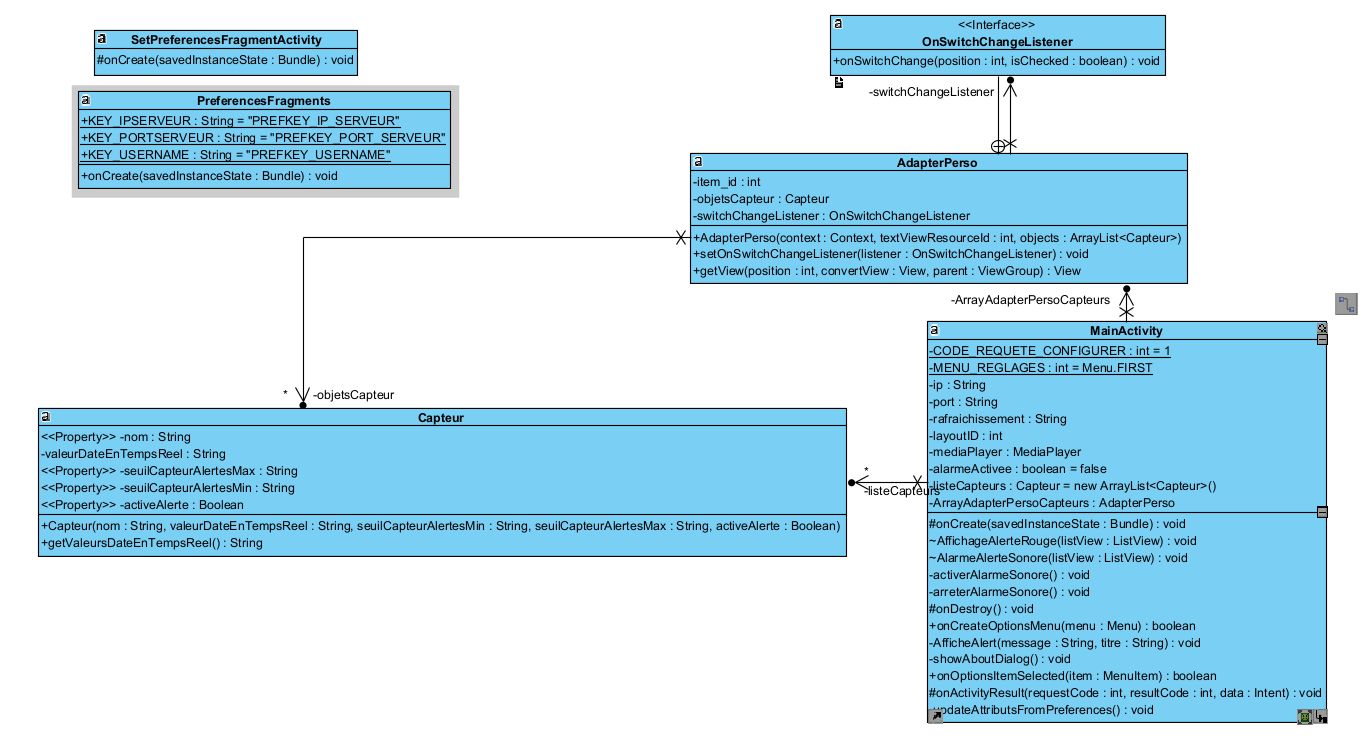 SetPreferencesFragmentActivity
#onCreate(savedInstanceState : Bundle) : void
PreferencesFragments
+KEY_IPSERVEUR : String = "PREFKEY_IP_SERVEUR"
+KEY_PORTSERVEUR : String = "PREFKEY_PORT_SERVEUR"
+KEY_USERNAME : String = "PREFKEY_USERNAME"
+onCreate(savedInstanceState : Bundle) : void
<<Interface>>
OnSwitchChangeListener
+onSwitchChange(position : int, isChecked : boolean) : void
-switchChangeListener
AdapterPerso
-item_id : int
-objetsCapteur : Capteur
-switchChangeListener : OnSwitchChangeListener
+AdapterPerso(context : Context, textViewResourceId : int, objects : ArrayList<Capteur>)
+setOnSwitchChangeListener(listener : OnSwitchChangeListener) : void
+getView(position : int, convertView : View, parent : ViewGroup) : View
-ArrayAdapterPersoCapteurs
* -objetsCapteur
Capteur
<<Property>> -nom : String
-valeurDateEnTempsReel : String
<<Property>> -seuilCapteurAlertesMax : String
<<Property>> -seuilCapteurAlertesMin : String
<<Property>> -activeAlerte : Boolean
+Capteur(nom : String, valeurDateEnTempsReel : String, seuilCapteurAlertesMin : String, seuilCapteurAlertesMax : String, activeAlerte : Boolean)
+getValeursDateEnTempsReel() : String
*
-listeCapteurs
MainActivity
-CODE_REQUETE_CONFIGURER : int = 1
-MENU_REGLAGES : int = Menu.FIRST
-ip : String
-port : String
-rafraichissement : String
-layoutID : int
-mediaPlayer : MediaPlayer
-alarmeActivee : boolean = false
-listeCapteurs : Capteur = new ArrayList<Capteur>()
-ArrayAdapterPersoCapteurs : AdapterPerso
#onCreate(savedInstanceState : Bundle) : void
~AffichageAlerteRouge(listView : ListView) : void
~AlarmeAlerteSonore(listView : ListView) : void
-activerAlarmeSonore() : void
-arreterAlarmeSonore() : void
#onDestroy() : void
+onCreateOptionsMenu(menu : Menu) : boolean
-AfficheAlert(message : String, titre : String) : void
-showAboutDialog() : void
+onOptionsItemSelected(item : MenuItem) : boolean
#onActivityResult(requestCode : int, resultCode : int, data : Intent) : void
updateAttributsFromPreferences() : void